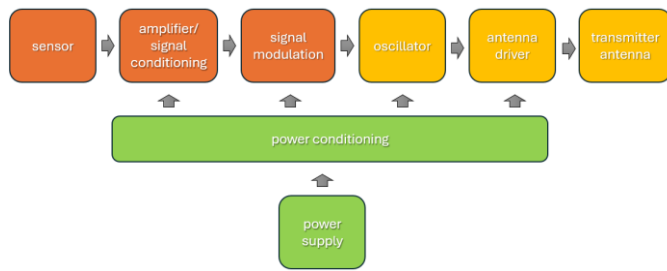 sensor
amplifier/
signal
conditioning
signal
modulation
oscillator
antenna
driver
transmitter
antenna
power conditioning
power
supply